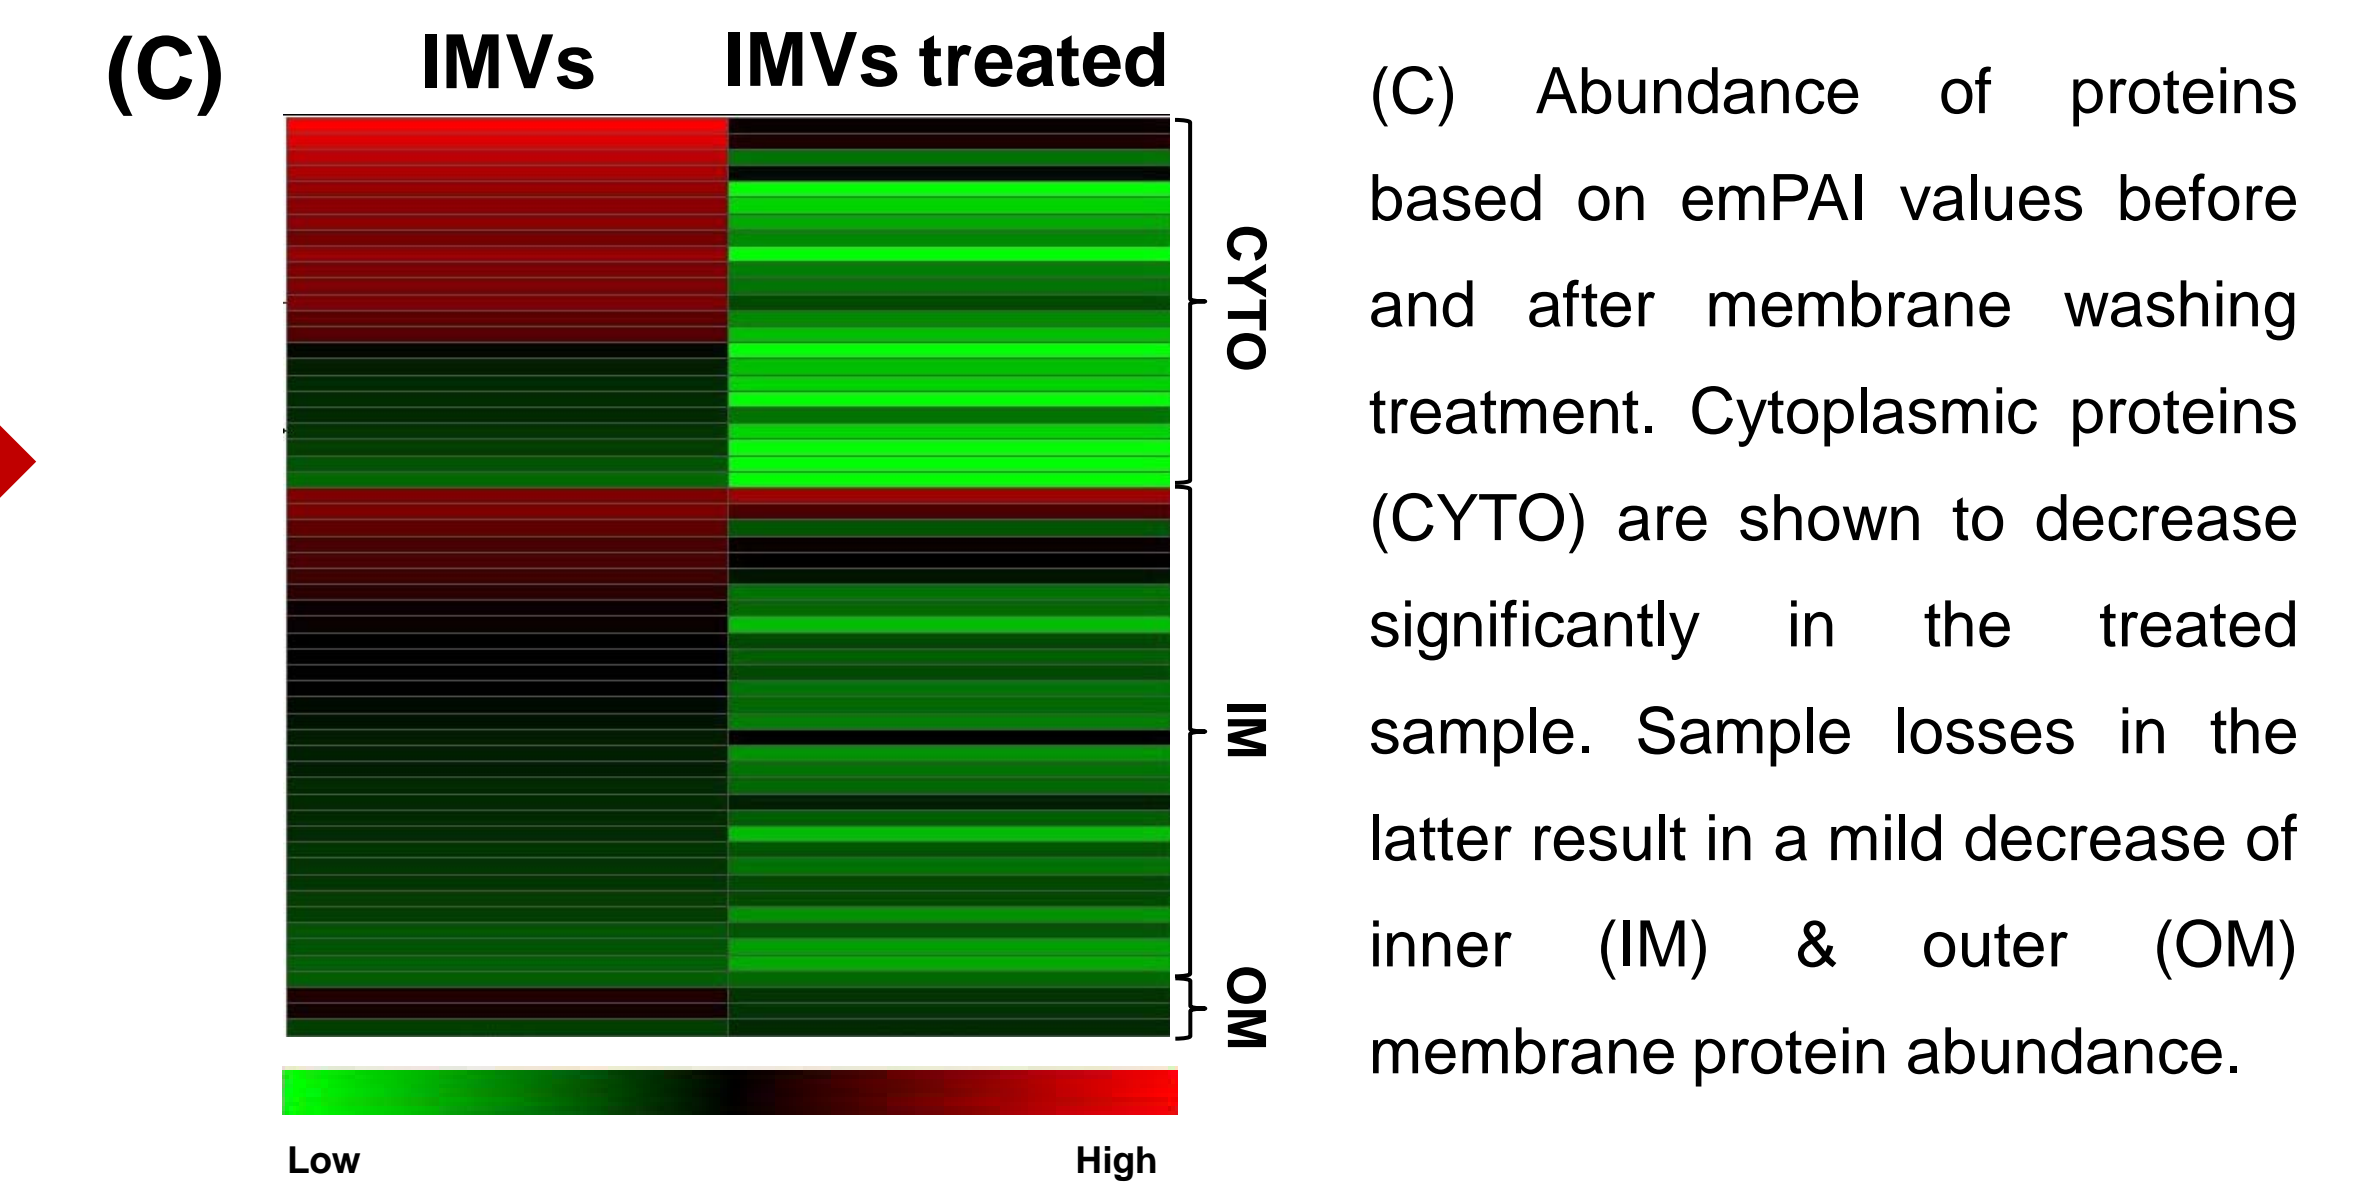 (C) IMVs IMVs treated
CYTO
IM
OM
Low High
(C) Abundance of proteins
based on emPAI values before
and after membrane washing
treatment. Cytoplasmic proteins
(CYTO) are shown to decrease
significantly in the treated
sample. Sample losses in the
latter result in a mild decrease of
inner (IM) & outer (OM)
membrane protein abundance.